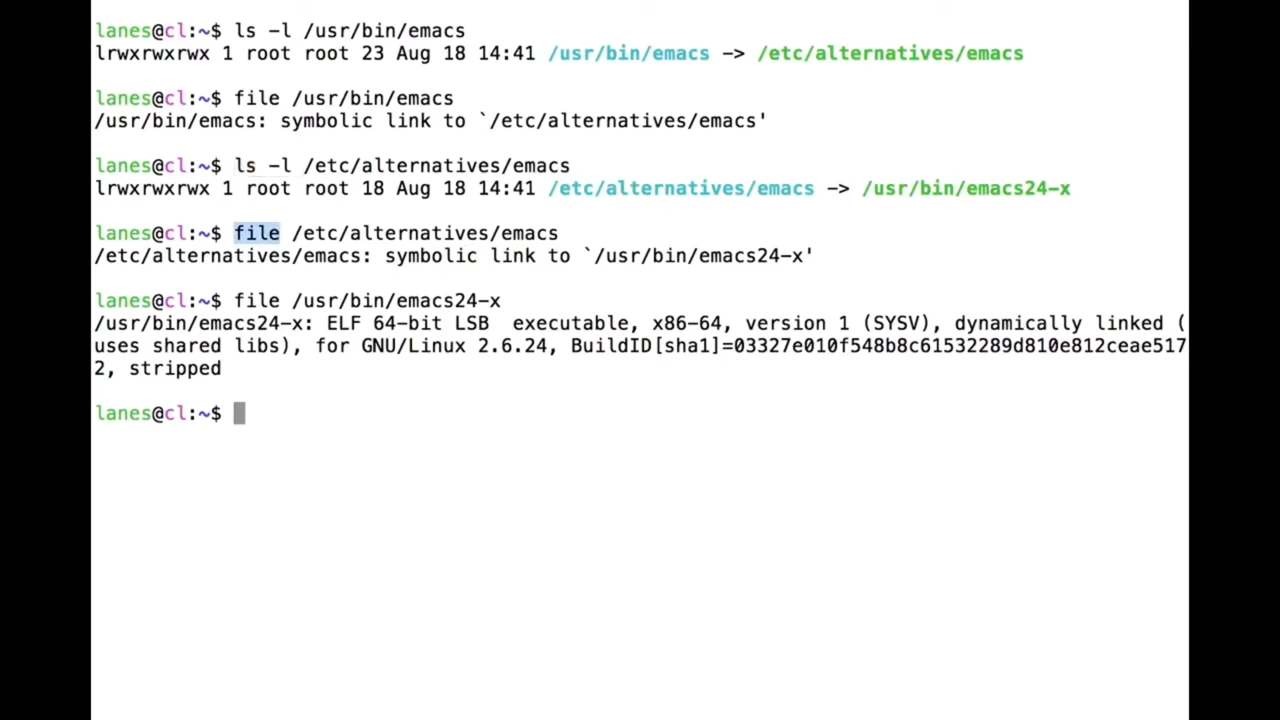 lanes@cl:~$ ls -l /usr/bin/emacs
lrwxrwxrwx 1 root root 23 Aug 18 14:41 /usr/bin/emacs -> /etc/alternatives/emacs
lanes@cl:~$ file /usr/bin/emacs
/usr/bin/emacs: symbolic link to `/etc/alternatives/emacs'
lanes@cl:~$ ls -l /etc/alternatives/emacs
lrwxrwxrwx 1 root root 18 Aug 18 14:41 /etc/alternatives/emacs -> /usr/bin/emacs24-x
lanes@cl:~$ file /etc/alternatives/emacs
/etc/alternatives/emacs: symbolic link to `/usr/bin/emacs24-x'
lanes@cl:~$ file /usr/bin/emacs24-x
/usr/bin/emacs24-x: ELF 64-bit LSB  executable, x86-64, version 1 (SYSV), dynamically linked (
uses shared libs), for GNU/Linux 2.6.24, BuildID[sha1]=03327e010f548b8c61532289d810e812ceae517
2, stripped
lanes@cl:~$